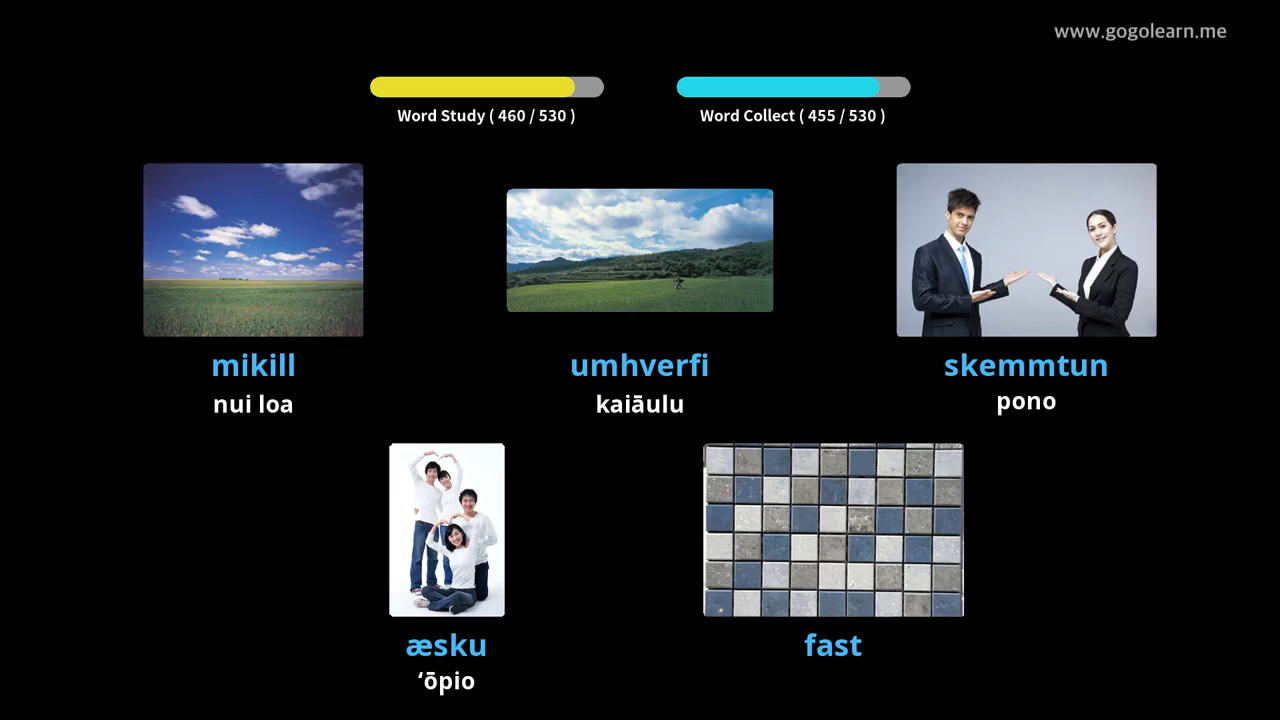 www.gogolearn.me
Word Study ( 460 / 530 )
Word Collect ( 455 / 530 )
mikill
nui loa
umhverfi
kaiāulu
skemmtun
pono
æsku
ʻōpio
fast